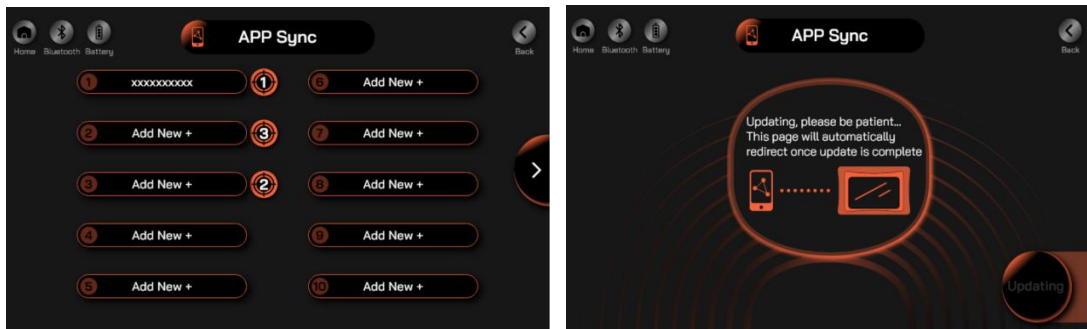 APP Sync
Home Bluetooth Battery
Back
1 xxxxxxxxxx 1
6 Add New +
2 Add New + 3
7 Add New +
3 Add New + 2
8 Add New +
4 Add New +
9 Add New +
5 Add New +
10 Add New +
APP Sync
Home Bluetooth Battery
Back
Updating, please be patient...
This page will automatically
redirect once update is complete
Updating